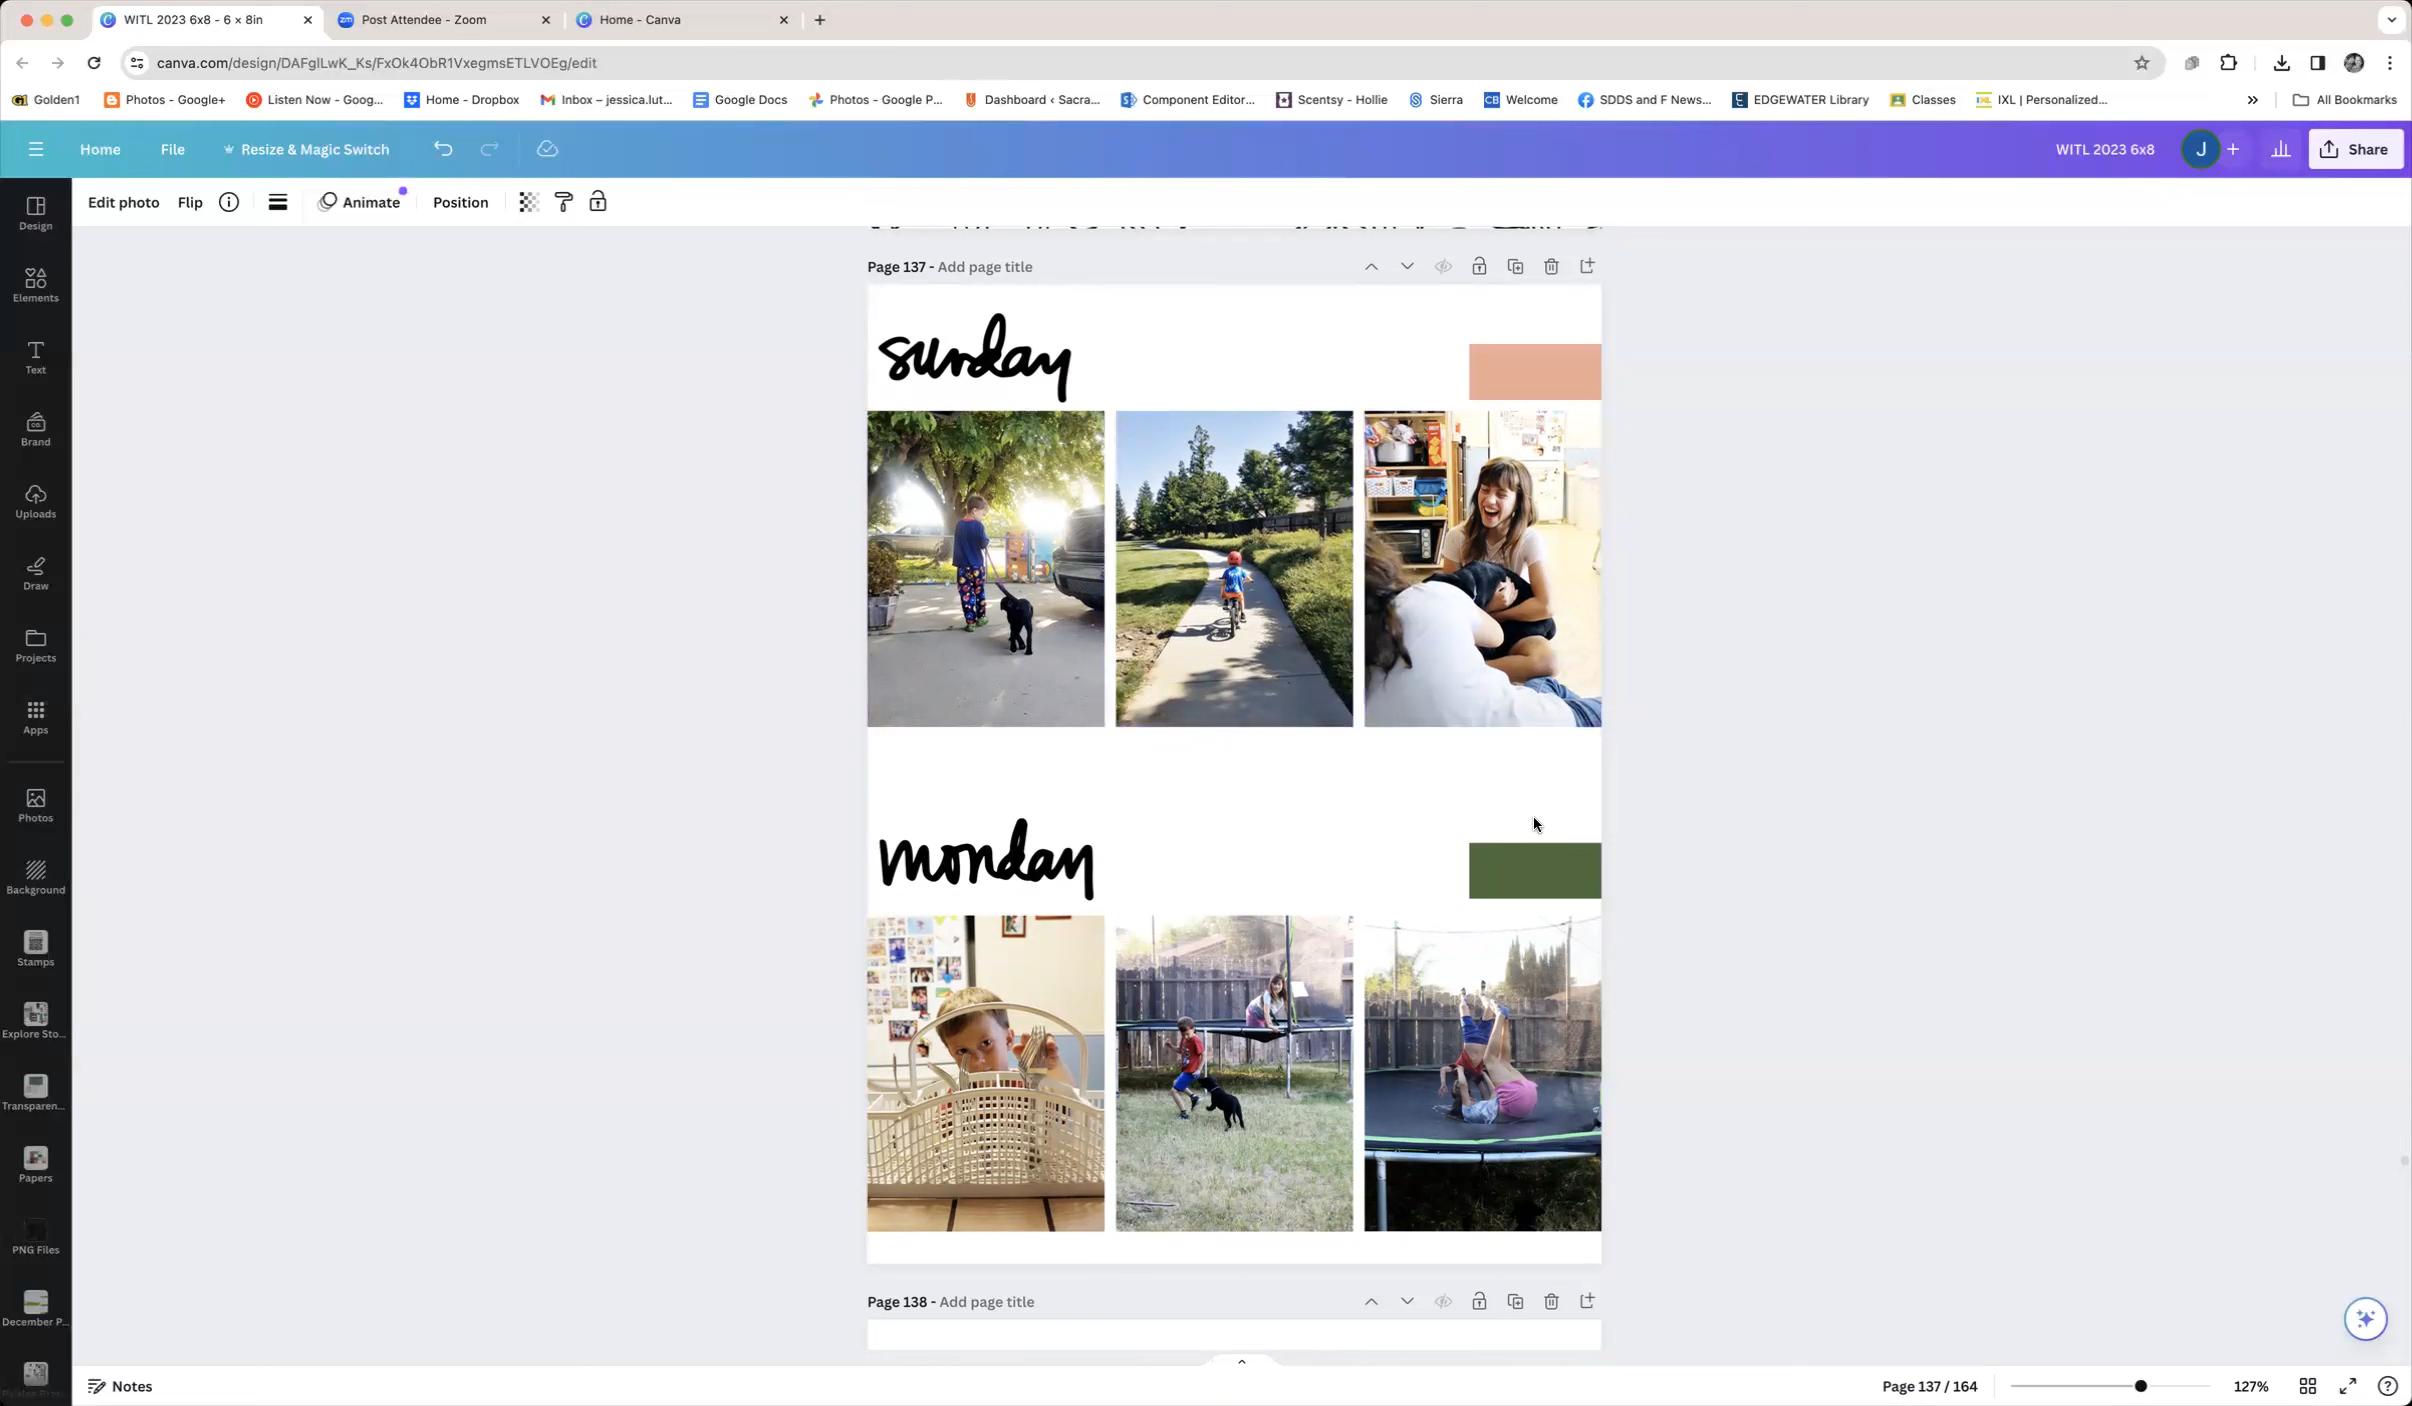 WITL 2023 6x8 - 6 × 8in
Post Attendee - Zoom
Home - Canva
canva.com/design/DAFglLwK_Ks/FxOk4ObR1VxegmsETLVOEg/edit
Golden1
Photos - Google+
Listen Now - Goog...
Home - Dropbox
Inbox – jessica.lut...
Google Docs
Photos - Google P...
Dashboard ‹ Sacra...
Component Editor...
Scentsy - Hollie
Sierra
Welcome
SDDS and F News...
EDGEWATER Library
Classes
IXL | Personalized...
All Bookmarks
Home
File
Resize & Magic Switch
WITL 2023 6x8
J
Share
Edit photo
Flip
Animate
Position
Design
Elements
Text
Brand
Uploads
Draw
Projects
Apps
Photos
Background
Stamps
Explore Sto...
Transparen...
Papers
PNG Files
December P...
Page 137 - Add page title
sunday
monday
Page 138 - Add page title
Notes
Page 137 / 164
127%